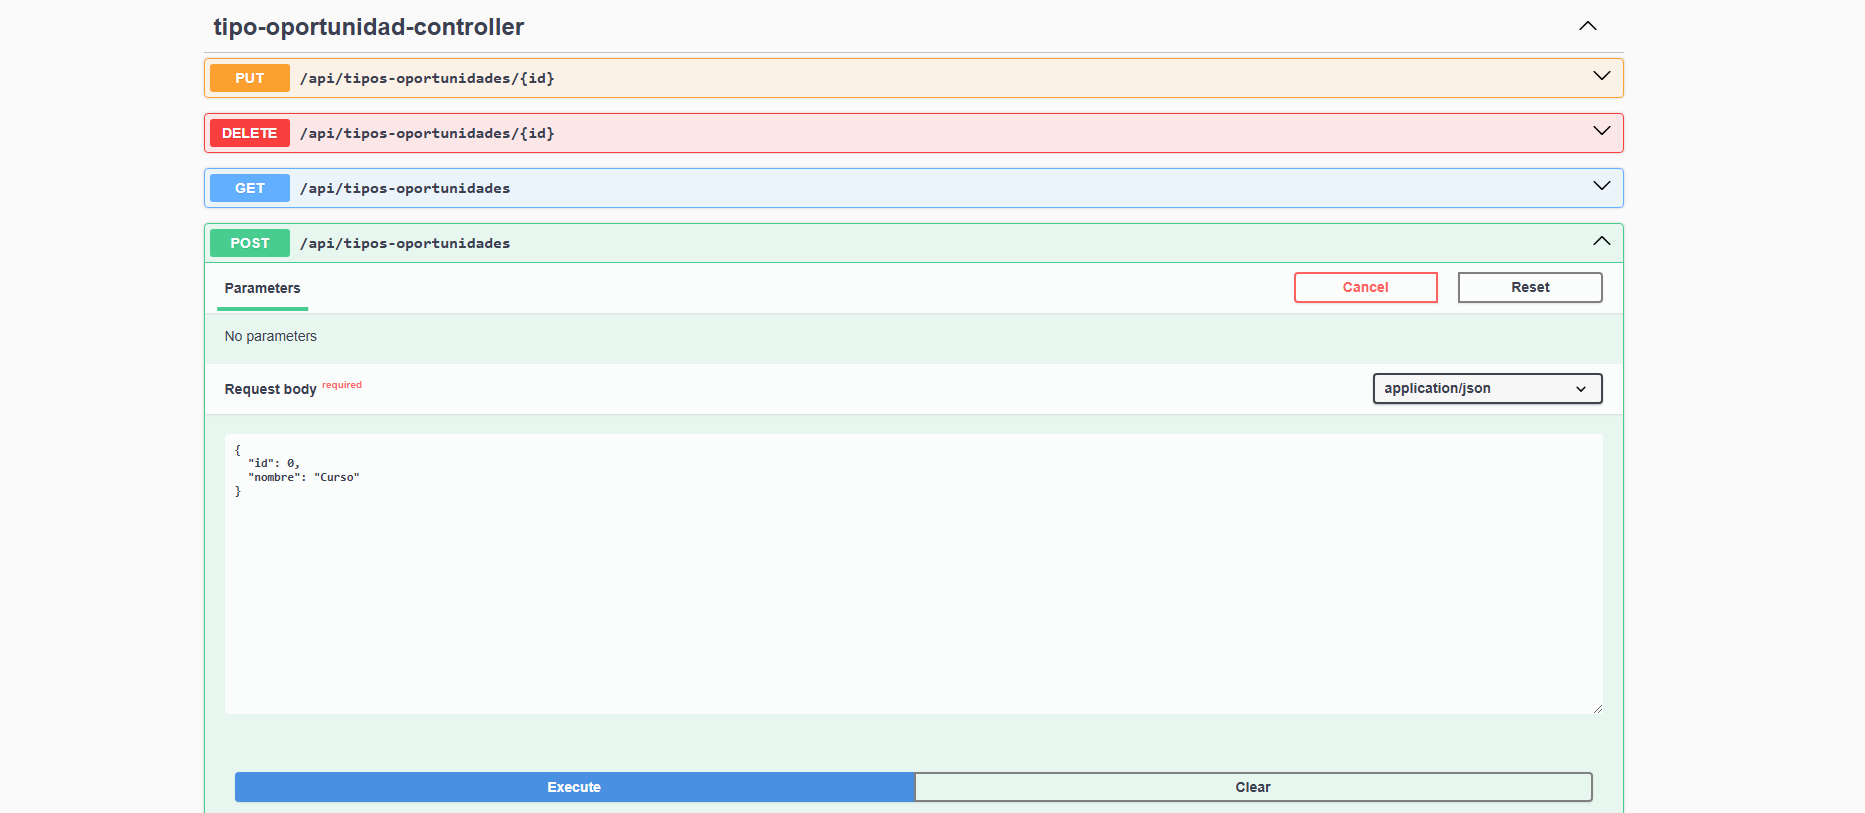 tipo-oportunidad-controller
PUT /api/tipos-oportunidades/{id}
DELETE /api/tipos-oportunidades/{id}
GET /api/tipos-oportunidades
POST /api/tipos-oportunidades
Parameters Cancel Reset
No parameters
Request body required application/json
{
  "id": 0,
  "nombre": "Curso"
}
Execute Clear